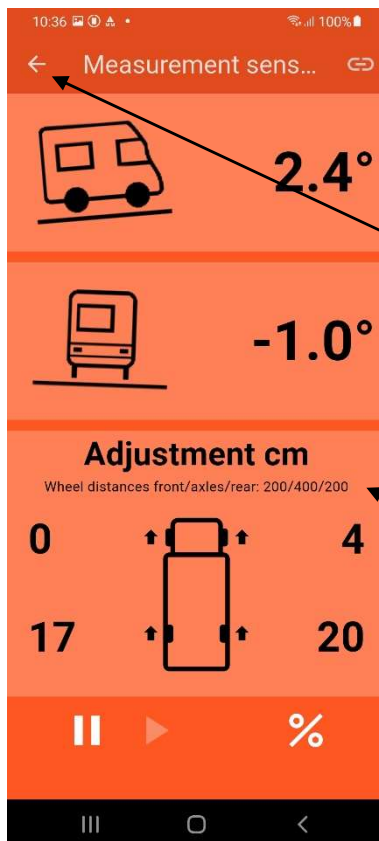 10:36
100%
Measurement sens...
2.4°
-1.0°
Adjustment cm
Wheel distances front/axles/rear: 200/400/200
0 4
17 20
%